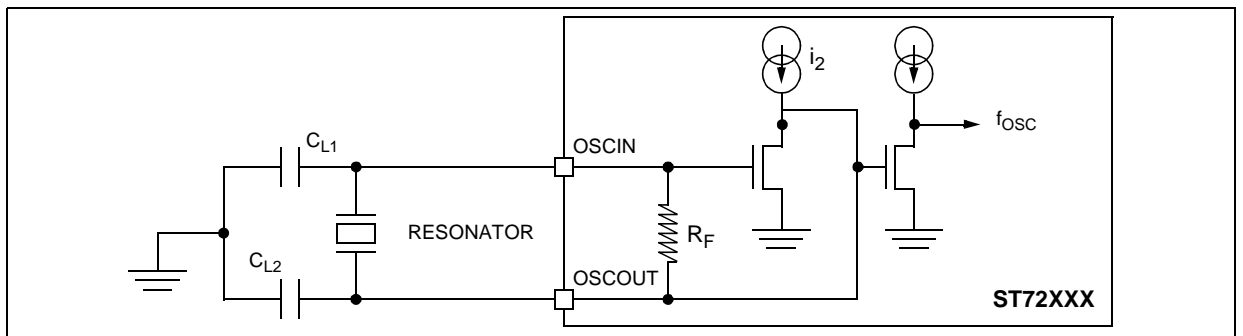 i2
fOSC
CL1
OSCIN
RESONATOR
RF
CL2
OSCOUT
ST72XXX